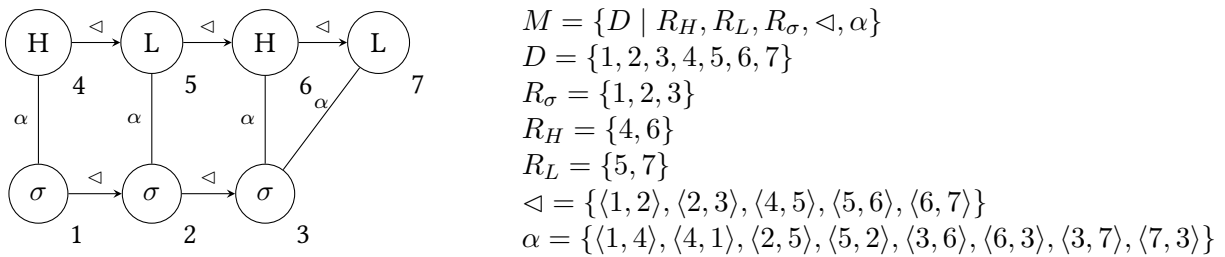 ◁ ◁ ◁
H L H L
4 5 6 7
α α α α
◁ ◁
σ σ σ
1 2 3
M = {D | R_H, R_L, R_σ, ◁, α}
D = {1, 2, 3, 4, 5, 6, 7}
R_σ = {1, 2, 3}
R_H = {4, 6}
R_L = {5, 7}
◁ = {⟨1, 2⟩, ⟨2, 3⟩, ⟨4, 5⟩, ⟨5, 6⟩, ⟨6, 7⟩}
α = {⟨1, 4⟩, ⟨4, 1⟩, ⟨2, 5⟩, ⟨5, 2⟩, ⟨3, 6⟩, ⟨6, 3⟩, ⟨3, 7⟩, ⟨7, 3⟩}